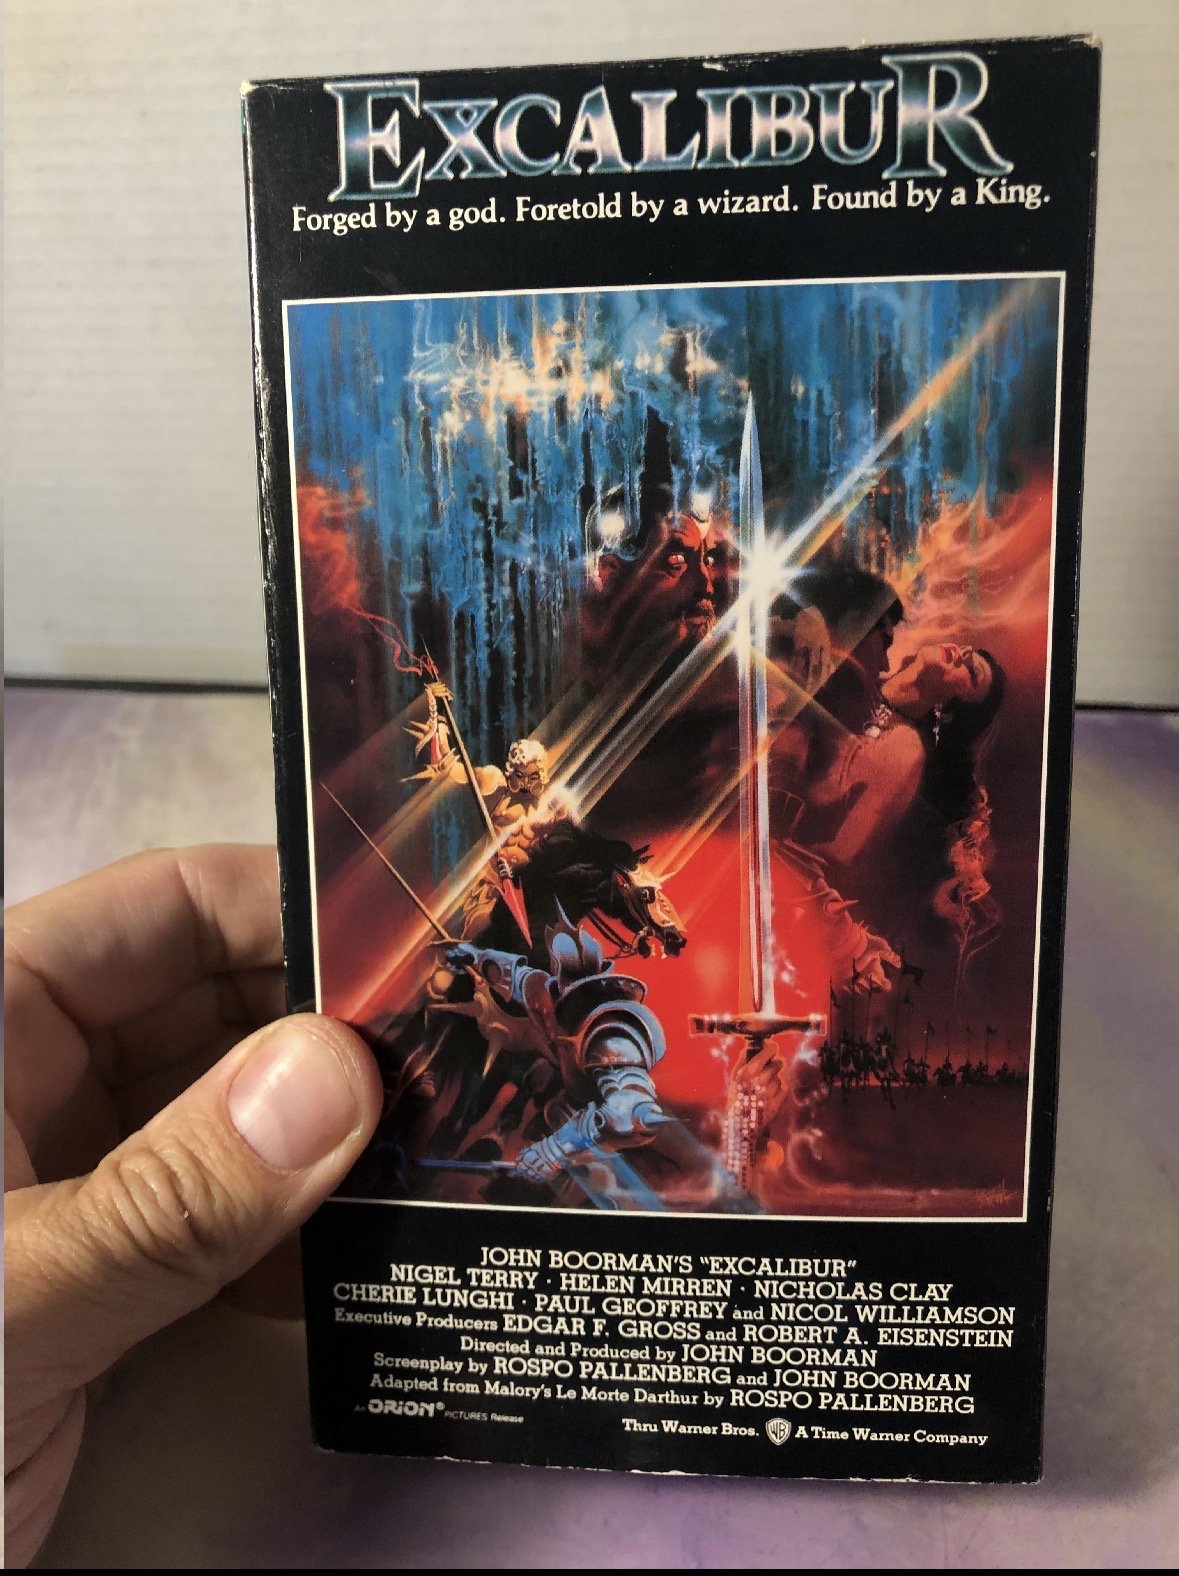 EXCALIBUR
Forged by a god. Foretold by a wizard. Found by a King.
JOHN BOORMAN'S "EXCALIBUR"
NIGEL TERRY · HELEN MIRREN · NICHOLAS CLAY
CHERIE LUNGHI · PAUL GEOFFREY and NICOL WILLIAMSON
Executive Producers EDGAR F. GROSS and ROBERT A. EISENSTEIN
Directed and Produced by JOHN BOORMAN
Screenplay by ROSPO PALLENBERG and JOHN BOORMAN
Adapted from Malory's Le Morte Darthur by ROSPO PALLENBERG
An ORION® PICTURES Release
Thru Warner Bros. WB A Time Warner Company